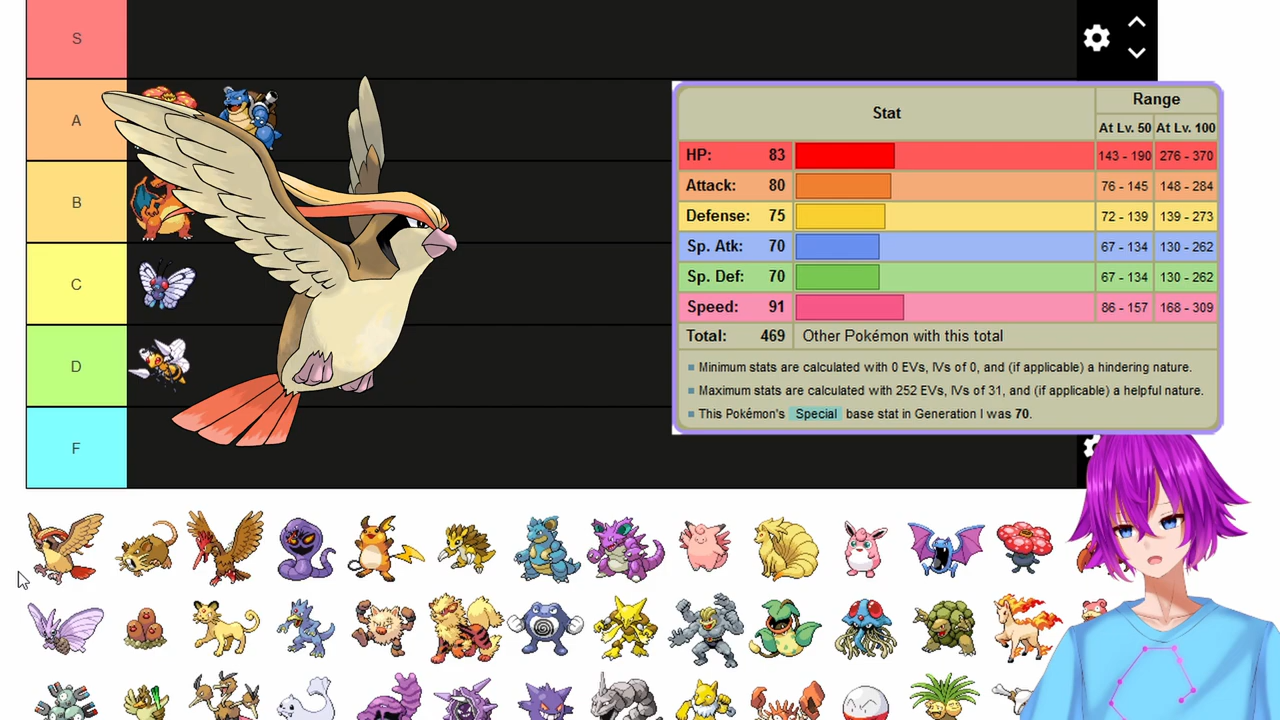 S
A
B
C
D
F
Stat Range
At Lv. 50 At Lv. 100
HP: 83 143 - 190 276 - 370
Attack: 80 76 - 145 148 - 284
Defense: 75 72 - 139 139 - 273
Sp. Atk: 70 67 - 134 130 - 262
Sp. Def: 70 67 - 134 130 - 262
Speed: 91 86 - 157 168 - 309
Total: 469 Other Pokémon with this total
Minimum stats are calculated with 0 EVs, IVs of 0, and (if applicable) a hindering nature.
Maximum stats are calculated with 252 EVs, IVs of 31, and (if applicable) a helpful nature.
This Pokémon's Special base stat in Generation I was 70.